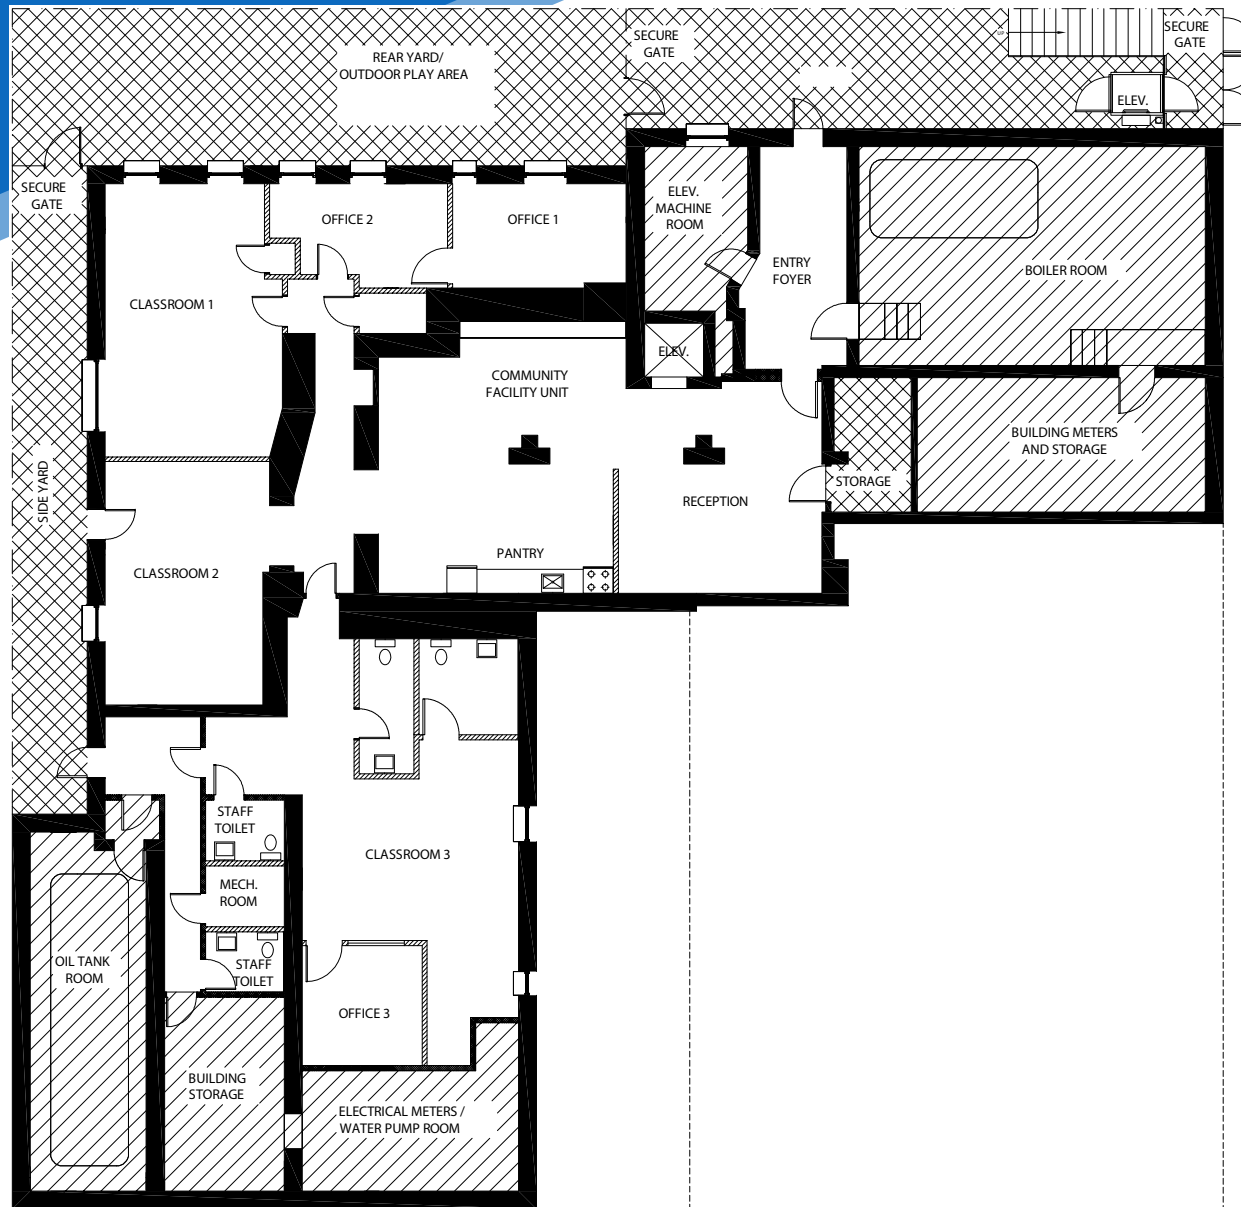 SECURE
GATE
UP
SECURE
GATE
REAR YARD/
OUTDOOR PLAY AREA
ELEV.
SECURE
GATE
OFFICE 2
OFFICE 1
ELEV.
MACHINE
ROOM
ENTRY
FOYER
BOILER ROOM
CLASSROOM 1
ELEV.
COMMUNITY
FACILITY UNIT
BUILDING METERS
AND STORAGE
SIDE YARD
STORAGE
RECEPTION
PANTRY
CLASSROOM 2
STAFF
TOILET
CLASSROOM 3
MECH.
ROOM
OIL TANK
ROOM
STAFF
TOILET
OFFICE 3
BUILDING
STORAGE
ELECTRICAL METERS /
WATER PUMP ROOM